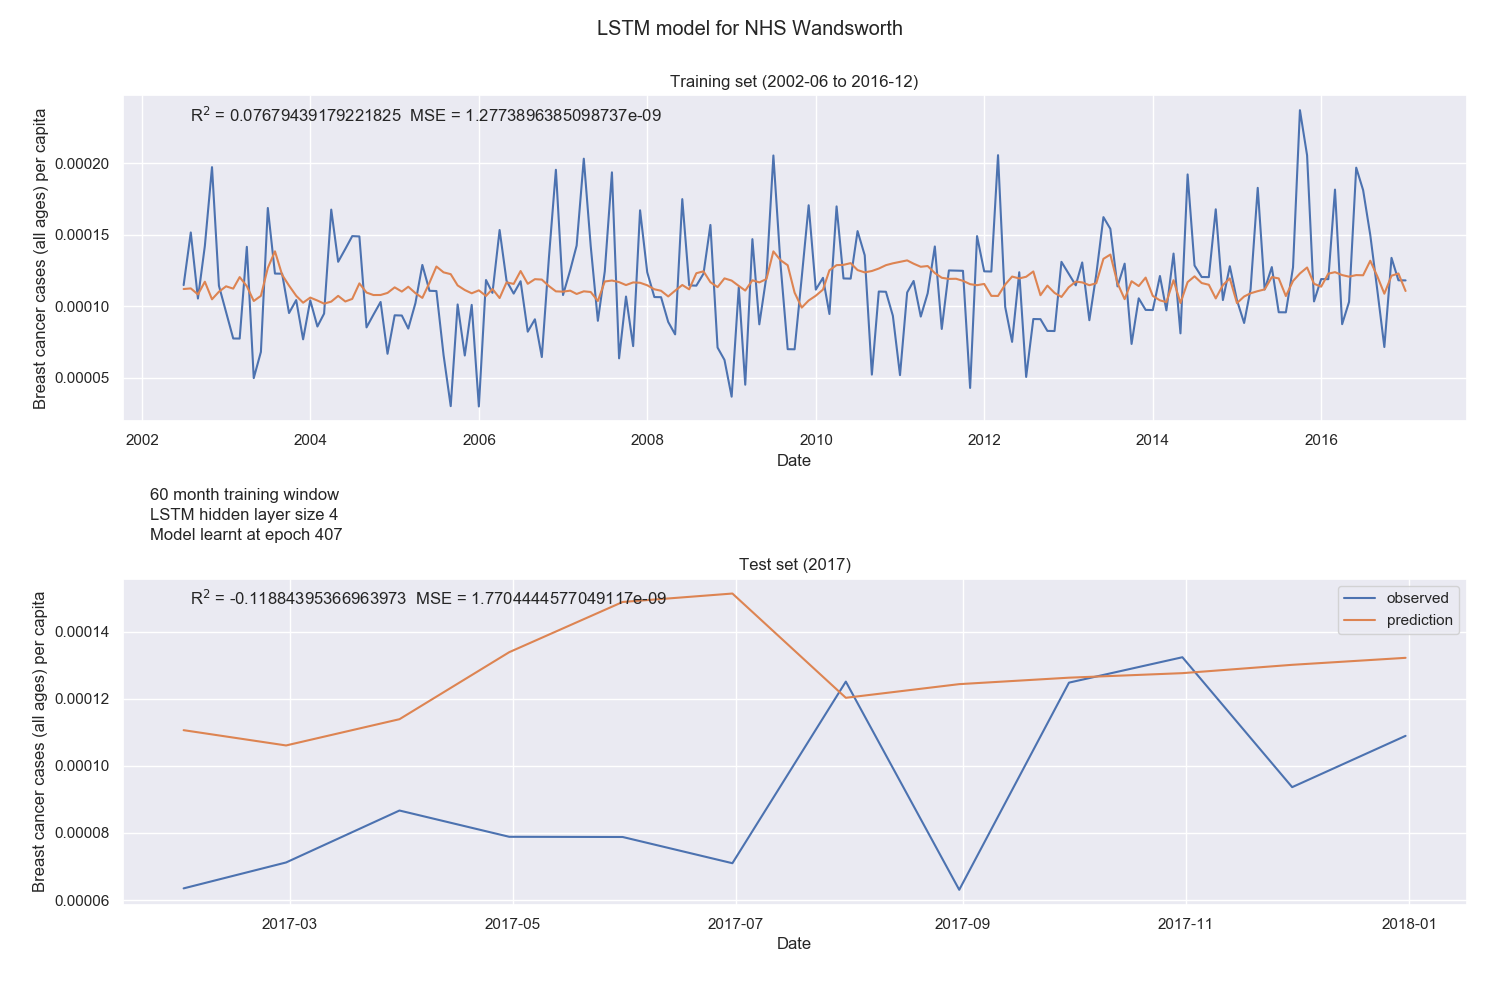 LSTM model for NHS Wandsworth
Training set (2002-06 to 2016-12)
R² = 0.07679439179221825 MSE = 1.2773896385098737e-09
Breast cancer cases (all ages) per capita
0.00020
0.00015
0.00010
0.00005
2002 2004 2006 2008 2010 2012 2014 2016
Date
60 month training window
LSTM hidden layer size 4
Model learnt at epoch 407
Test set (2017)
R² = -0.11884395366963973 MSE = 1.7704444577049117e-09
observed
prediction
Breast cancer cases (all ages) per capita
0.00014
0.00012
0.00010
0.00008
0.00006
2017-03 2017-05 2017-07 2017-09 2017-11 2018-01
Date